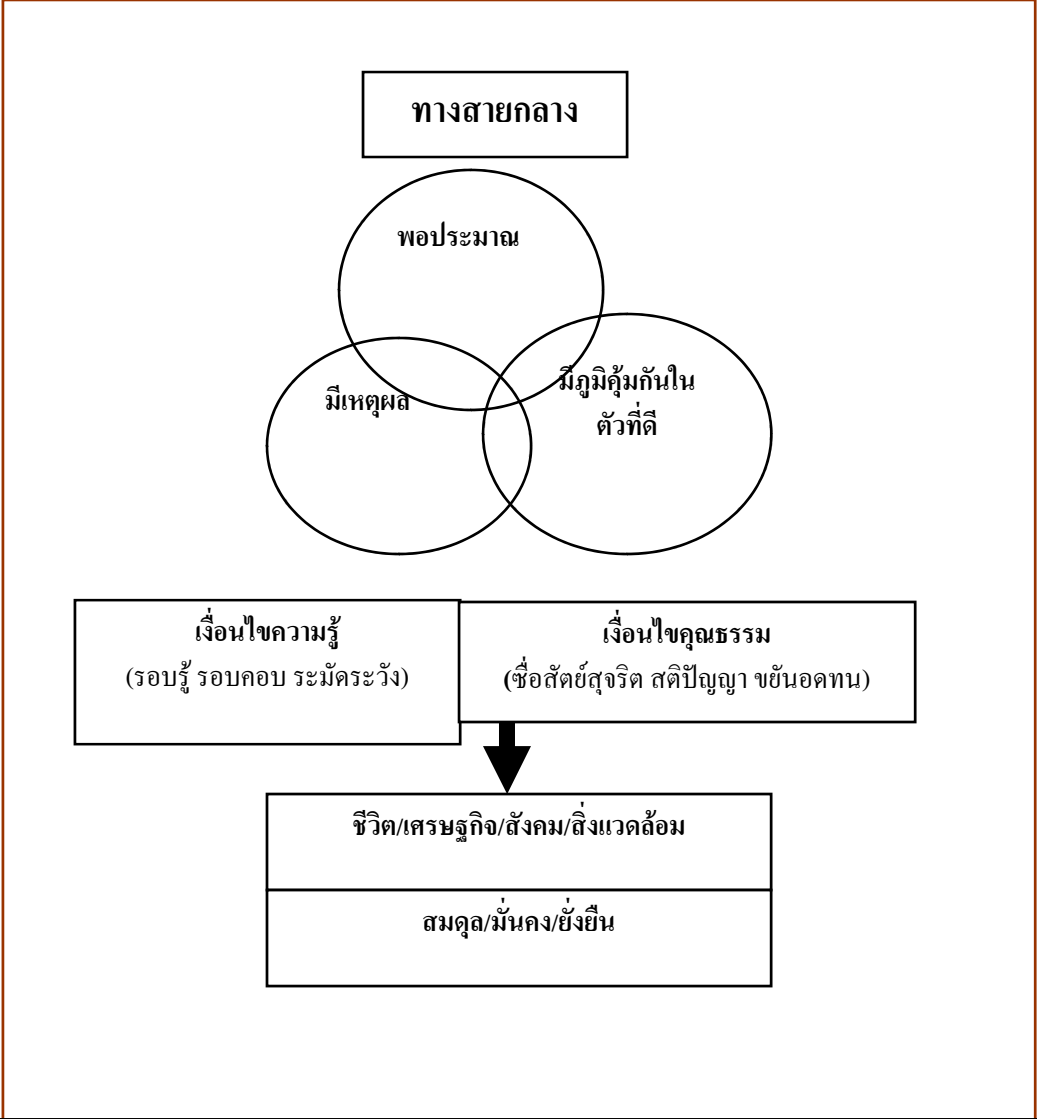 ทางสายกลาง
พอประมาณ
มีเหตุผล
มีภูมิคุ้มกันใน
ตัวที่ดี
เงื่อนไขความรู้
(รอบรู้ รอบคอบ ระมัดระวัง)
เงื่อนไขคุณธรรม
(ซื่อสัตย์สุจริต สติปัญญา ขยันอดทน)
ชีวิต/เศรษฐกิจ/สังคม/สิ่งแวดล้อม
สมดุล/มั่นคง/ยั่งยืน